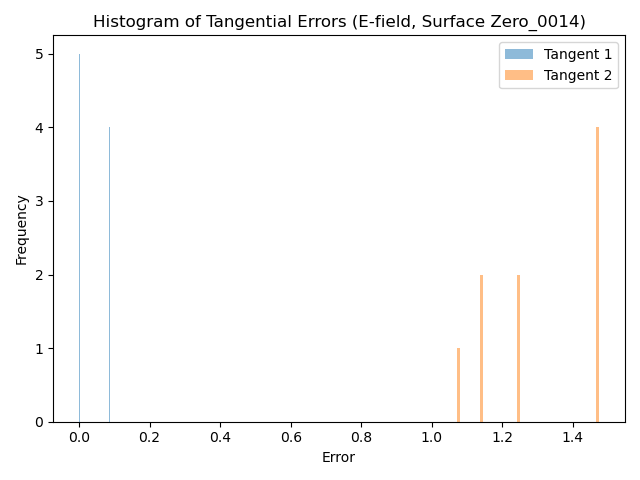 Histogram of Tangential Errors (E-field, Surface Zero_0014)
Tangent 1
Tangent 2
Frequency
5
4
3
2
1
0
0.0 0.2 0.4 0.6 0.8 1.0 1.2 1.4
Error